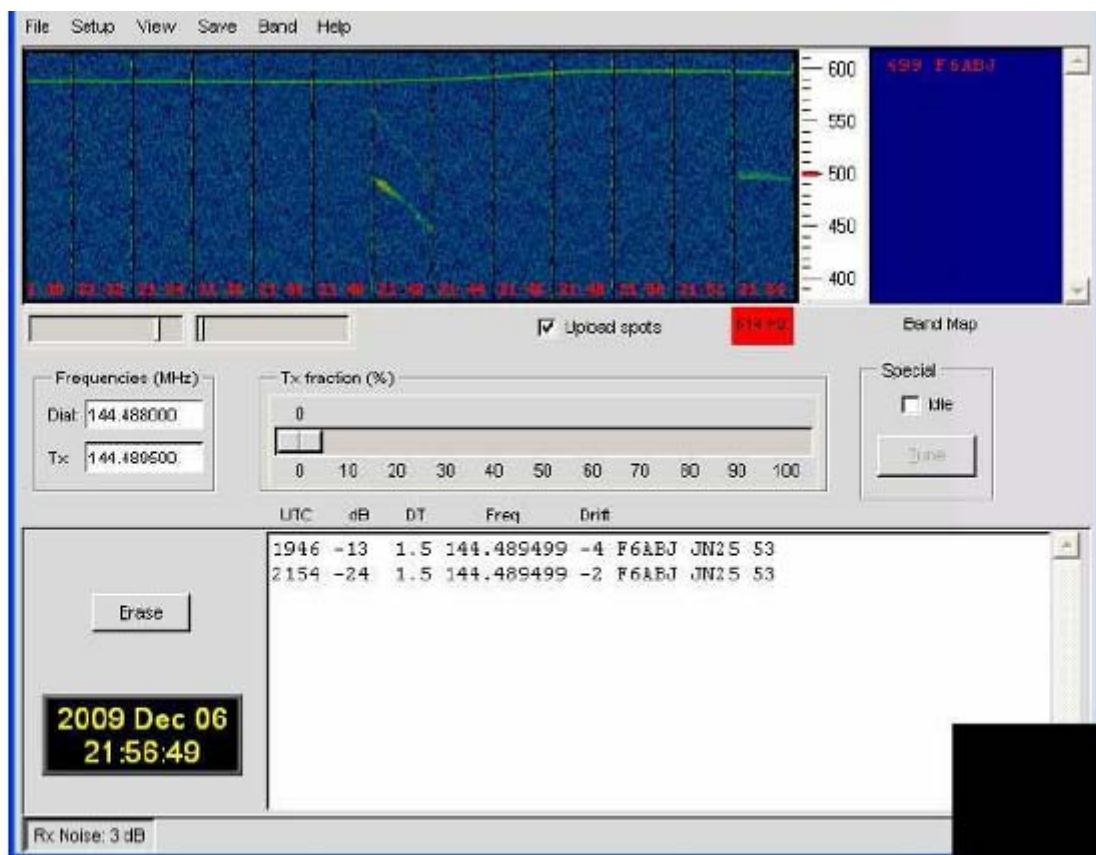 File Setup View Save Band Help
600
550
500
450
400
499 F6ABJ
Upload spots
Band Map
Frequencies (MHz)
Dial: 144.488000
Tx: 144.489500
Tx fraction (%)
0
0 10 20 30 40 50 60 70 80 90 100
Special
Idle
Tune
UTC dB DT Freq Drift
1946 -13 1.5 144.489499 -4 F6ABJ JN25 53
2154 -24 1.5 144.489499 -2 F6ABJ JN25 53
Erase
2009 Dec 06
21:56:49
Rx Noise: 3 dB